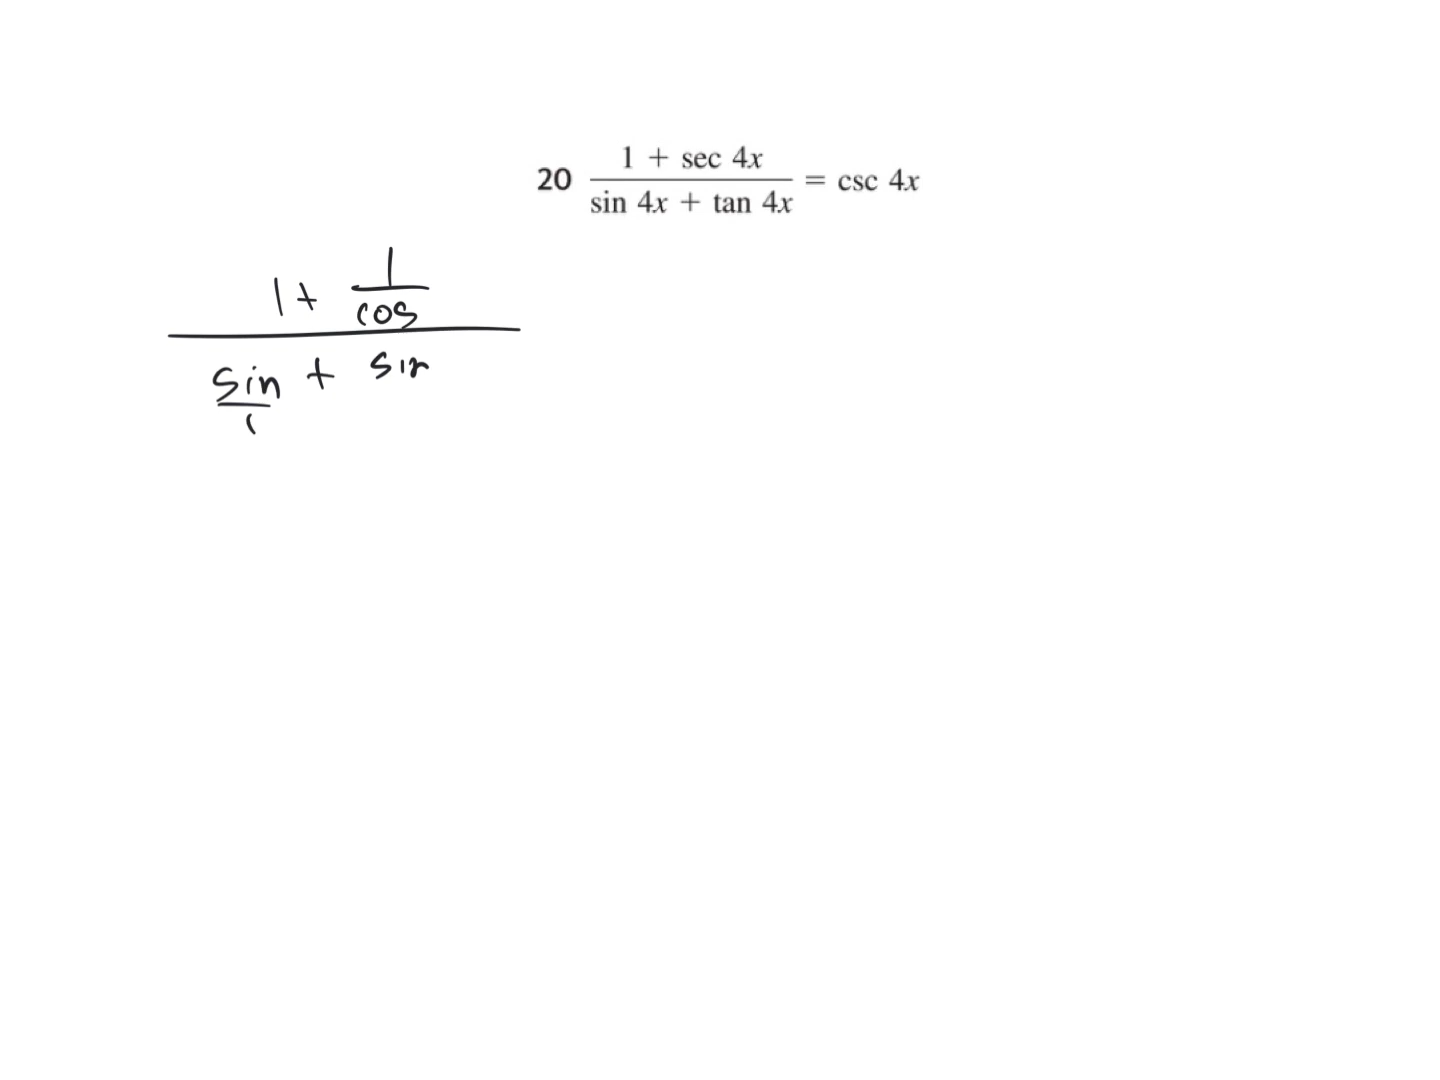 20 (1 + sec 4x)/(sin 4x + tan 4x) = csc 4x
1 + 1/cos
sin/1 + sin